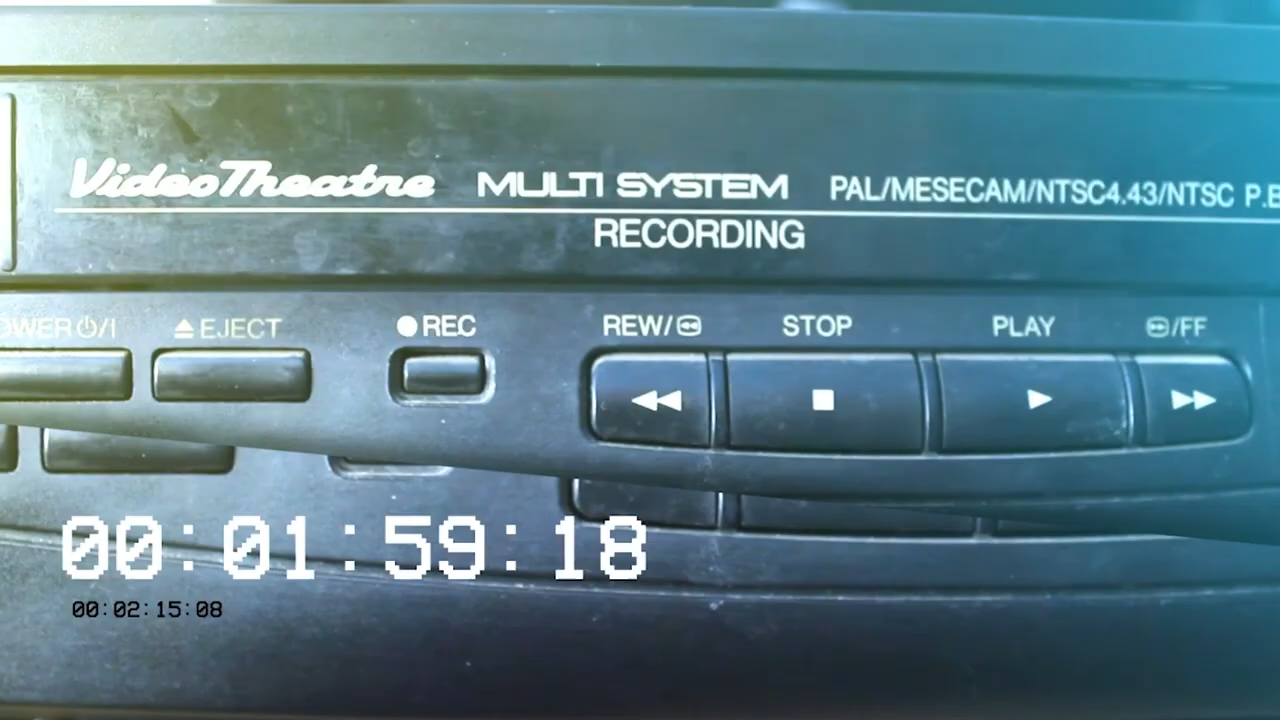 VideoTheatre MULTI SYSTEM PAL/MESECAM/NTSC4.43/NTSC P.B
RECORDING
OWER⏻/I ⏏EJECT ●REC REW/ STOP PLAY /FF
00:01:59:18
00:02:15:08